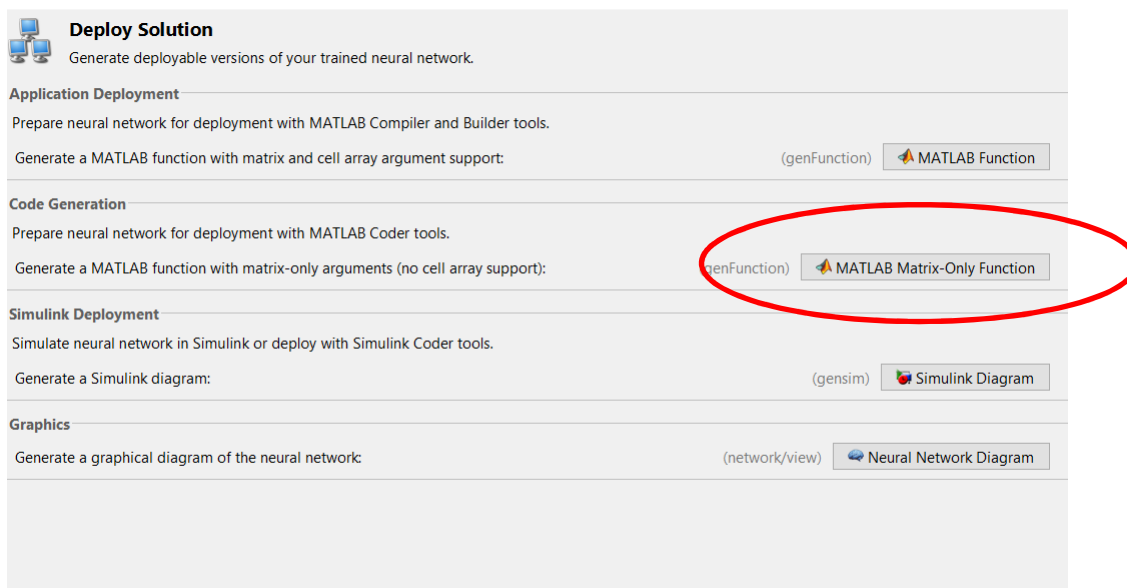 Deploy Solution
Generate deployable versions of your trained neural network.
Application Deployment
Prepare neural network for deployment with MATLAB Compiler and Builder tools.
Generate a MATLAB function with matrix and cell array argument support: (genFunction) MATLAB Function
Code Generation
Prepare neural network for deployment with MATLAB Coder tools.
Generate a MATLAB function with matrix-only arguments (no cell array support): (genFunction) MATLAB Matrix-Only Function
Simulink Deployment
Simulate neural network in Simulink or deploy with Simulink Coder tools.
Generate a Simulink diagram: (gensim) Simulink Diagram
Graphics
Generate a graphical diagram of the neural network: (network/view) Neural Network Diagram